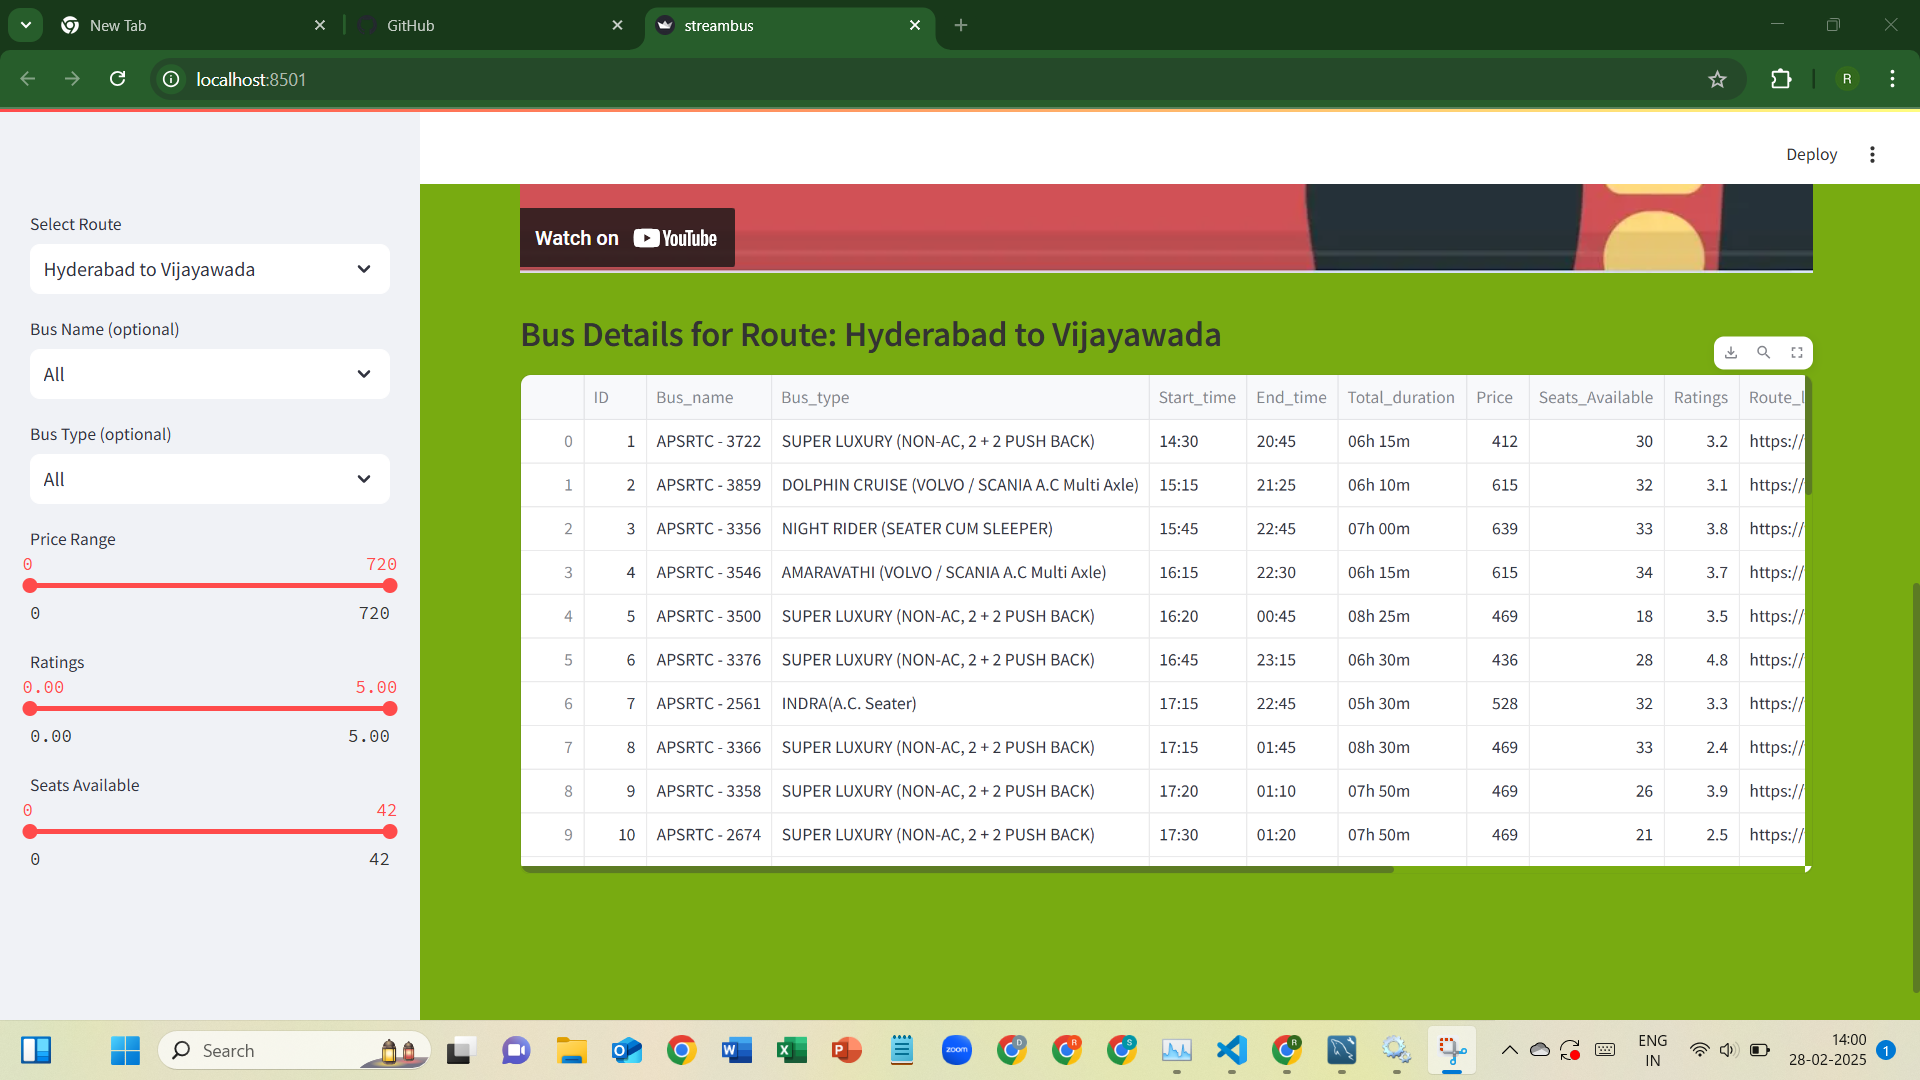 New Tab
GitHub
streambus
localhost:8501
R
Deploy
Select Route
Hyderabad to Vijayawada
Bus Name (optional)
All
Bus Type (optional)
All
Price Range
0 720
0 720
Ratings
0.00 5.00
0.00 5.00
Seats Available
0 42
0 42
Watch on YouTube
Bus Details for Route: Hyderabad to Vijayawada
ID Bus_name Bus_type Start_time End_time Total_duration Price Seats_Available Ratings Route_l
0 1 APSRTC - 3722 SUPER LUXURY (NON-AC, 2 + 2 PUSH BACK) 14:30 20:45 06h 15m 412 30 3.2 https://
1 2 APSRTC - 3859 DOLPHIN CRUISE (VOLVO / SCANIA A.C Multi Axle) 15:15 21:25 06h 10m 615 32 3.1 https://
2 3 APSRTC - 3356 NIGHT RIDER (SEATER CUM SLEEPER) 15:45 22:45 07h 00m 639 33 3.8 https://
3 4 APSRTC - 3546 AMARAVATHI (VOLVO / SCANIA A.C Multi Axle) 16:15 22:30 06h 15m 615 34 3.7 https://
4 5 APSRTC - 3500 SUPER LUXURY (NON-AC, 2 + 2 PUSH BACK) 16:20 00:45 08h 25m 469 18 3.5 https://
5 6 APSRTC - 3376 SUPER LUXURY (NON-AC, 2 + 2 PUSH BACK) 16:45 23:15 06h 30m 436 28 4.8 https://
6 7 APSRTC - 2561 INDRA(A.C. Seater) 17:15 22:45 05h 30m 528 32 3.3 https://
7 8 APSRTC - 3366 SUPER LUXURY (NON-AC, 2 + 2 PUSH BACK) 17:15 01:45 08h 30m 469 33 2.4 https://
8 9 APSRTC - 3358 SUPER LUXURY (NON-AC, 2 + 2 PUSH BACK) 17:20 01:10 07h 50m 469 26 3.9 https://
9 10 APSRTC - 2674 SUPER LUXURY (NON-AC, 2 + 2 PUSH BACK) 17:30 01:20 07h 50m 469 21 2.5 https://
Search
zoom
D
R
S
R
ENG
IN
14:00
28-02-2025
1